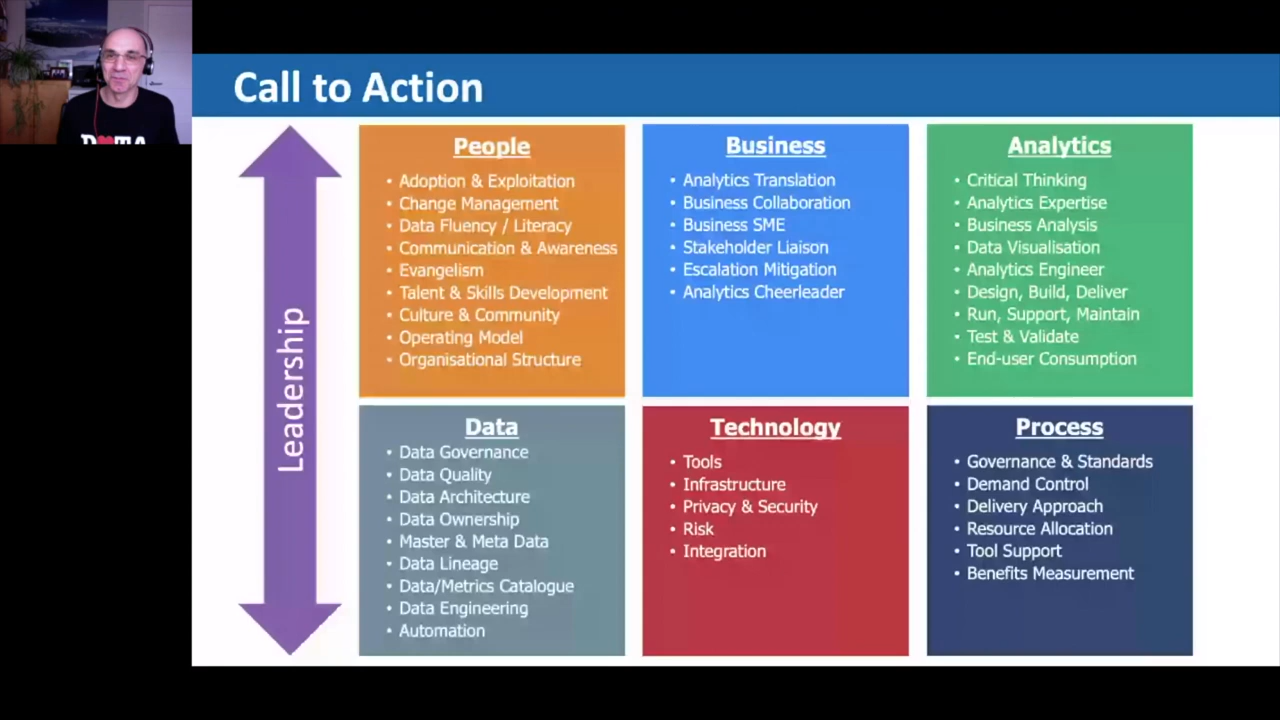 Call to Action
Leadership
People
• Adoption & Exploitation
• Change Management
• Data Fluency / Literacy
• Communication & Awareness
• Evangelism
• Talent & Skills Development
• Culture & Community
• Operating Model
• Organisational Structure
Business
• Analytics Translation
• Business Collaboration
• Business SME
• Stakeholder Liaison
• Escalation Mitigation
• Analytics Cheerleader
Analytics
• Critical Thinking
• Analytics Expertise
• Business Analysis
• Data Visualisation
• Analytics Engineer
• Design, Build, Deliver
• Run, Support, Maintain
• Test & Validate
• End-user Consumption
Data
• Data Governance
• Data Quality
• Data Architecture
• Data Ownership
• Master & Meta Data
• Data Lineage
• Data/Metrics Catalogue
• Data Engineering
• Automation
Technology
• Tools
• Infrastructure
• Privacy & Security
• Risk
• Integration
Process
• Governance & Standards
• Demand Control
• Delivery Approach
• Resource Allocation
• Tool Support
• Benefits Measurement